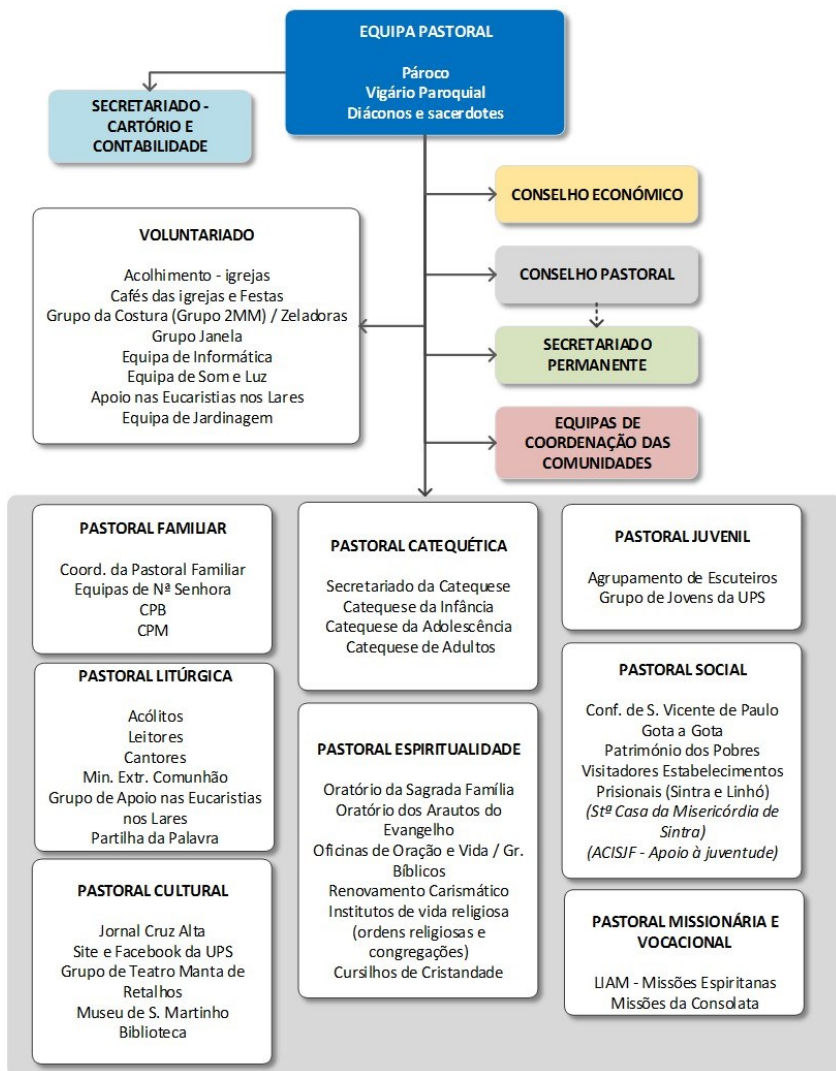 EQUIPA PASTORAL
Pároco
Vigário Paroquial
Diáconos e sacerdotes
SECRETARIADO -
CARTÓRIO E
CONTABILIDADE
CONSELHO ECONÓMICO
CONSELHO PASTORAL
SECRETARIADO
PERMANENTE
EQUIPAS DE
COORDENAÇÃO DAS
COMUNIDADES
VOLUNTARIADO
Acolhimento - igrejas
Cafés das igrejas e Festas
Grupo da Costura (Grupo 2MM) / Zeladoras
Grupo Janela
Equipa de Informática
Equipa de Som e Luz
Apoio nas Eucaristias nos Lares
Equipa de Jardinagem
PASTORAL FAMILIAR
Coord. da Pastoral Familiar
Equipas de Nª Senhora
CPB
CPM
PASTORAL LITÚRGICA
Acólitos
Leitores
Cantores
Min. Extr. Comunhão
Grupo de Apoio nas Eucaristias
nos Lares
Partilha da Palavra
PASTORAL CULTURAL
Jornal Cruz Alta
Site e Facebook da UPS
Grupo de Teatro Manta de
Retalhos
Museu de S. Martinho
Biblioteca
PASTORAL CATEQUÉTICA
Secretariado da Catequese
Catequese da Infância
Catequese da Adolescência
Catequese de Adultos
PASTORAL ESPIRITUALIDADE
Oratório da Sagrada Família
Oratório dos Arautos do
Evangelho
Oficinas de Oração e Vida / Gr.
Bíblicos
Renovamento Carismático
Institutos de vida religiosa
(ordens religiosas e
congregações)
Cursilhos de Cristandade
PASTORAL JUVENIL
Agrupamento de Escuteiros
Grupo de Jovens da UPS
PASTORAL SOCIAL
Conf. de S. Vicente de Paulo
Gota a Gota
Património dos Pobres
Visitadores Estabelecimentos
Prisionais (Sintra e Linhó)
(Stª Casa da Misericórdia de
Sintra)
(ACISJF - Apoio à juventude)
PASTORAL MISSIONÁRIA E
VOCACIONAL
LIAM - Missões Espiritanas
Missões da Consolata